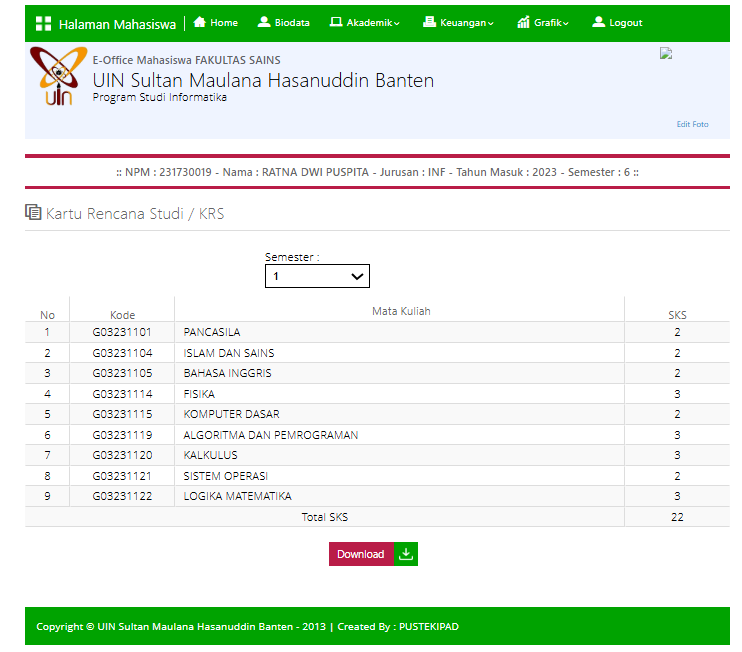 Halaman Mahasiswa | Home Biodata Akademik Keuangan Grafik Logout
E-Office Mahasiswa FAKULTAS SAINS
UIN Sultan Maulana Hasanuddin Banten
Program Studi Informatika
uin
Edit Foto
:: NPM : 231730019 - Nama : RATNA DWI PUSPITA - Jurusan : INF - Tahun Masuk : 2023 - Semester : 6 ::
Kartu Rencana Studi / KRS
Semester :
1
No Kode Mata Kuliah SKS
1 G03231101 PANCASILA 2
2 G03231104 ISLAM DAN SAINS 2
3 G03231105 BAHASA INGGRIS 2
4 G03231114 FISIKA 3
5 G03231115 KOMPUTER DASAR 2
6 G03231119 ALGORITMA DAN PEMROGRAMAN 3
7 G03231120 KALKULUS 3
8 G03231121 SISTEM OPERASI 2
9 G03231122 LOGIKA MATEMATIKA 3
Total SKS 22
Download
Copyright © UIN Sultan Maulana Hasanuddin Banten - 2013 | Created By : PUSTEKIPAD